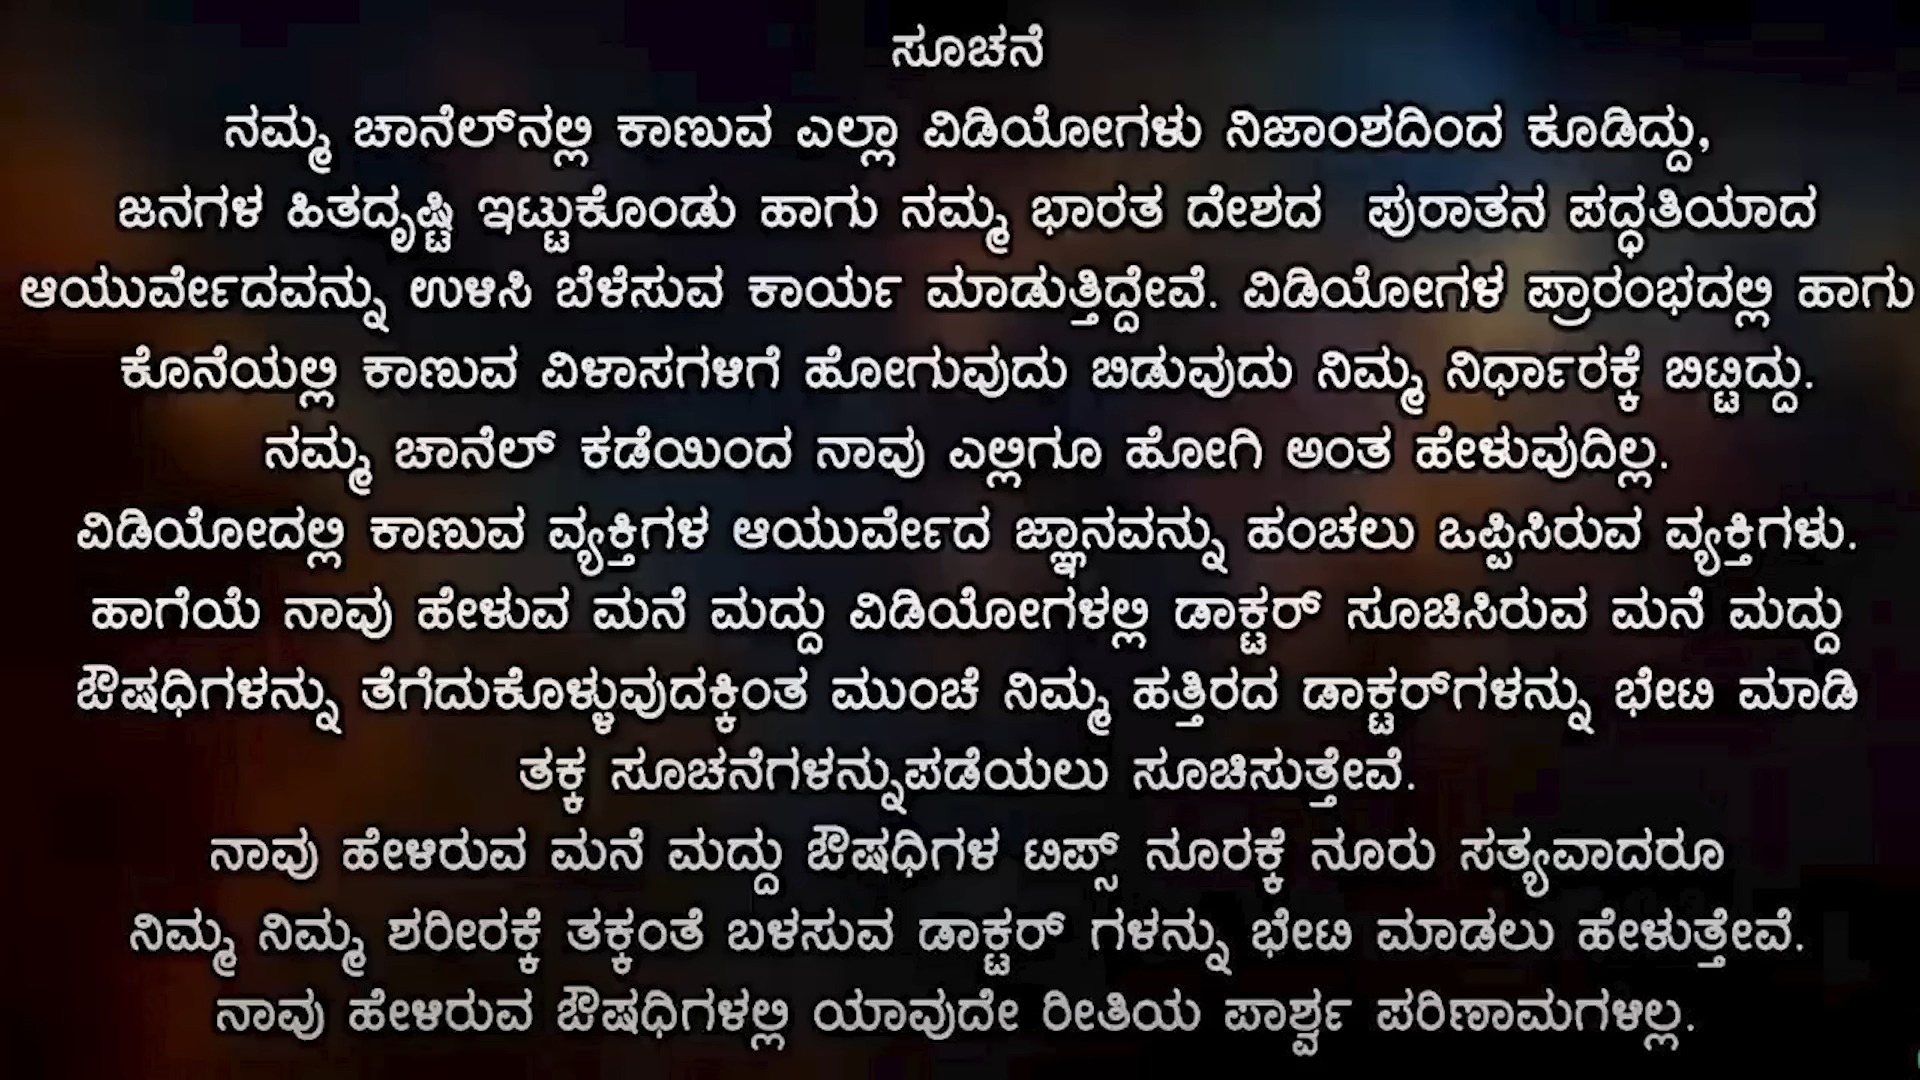 ಸೂಚನೆ
ನಮ್ಮ ಚಾನೆಲ್‌ನಲ್ಲಿ ಕಾಣುವ ಎಲ್ಲಾ ವಿಡಿಯೋಗಳು ನಿಜಾಂಶದಿಂದ ಕೂಡಿದ್ದು,
ಜನಗಳ ಹಿತದೃಷ್ಟಿ ಇಟ್ಟುಕೊಂಡು ಹಾಗು ನಮ್ಮ ಭಾರತ ದೇಶದ ಪುರಾತನ ಪದ್ಧತಿಯಾದ
ಆಯುರ್ವೇದವನ್ನು ಉಳಿಸಿ ಬೆಳೆಸುವ ಕಾರ್ಯ ಮಾಡುತ್ತಿದ್ದೇವೆ. ವಿಡಿಯೋಗಳ ಪ್ರಾರಂಭದಲ್ಲಿ ಹಾಗು
ಕೊನೆಯಲ್ಲಿ ಕಾಣುವ ವಿಳಾಸಗಳಿಗೆ ಹೋಗುವುದು ಬಿಡುವುದು ನಿಮ್ಮ ನಿರ್ಧಾರಕ್ಕೆ ಬಿಟ್ಟಿದ್ದು.
ನಮ್ಮ ಚಾನೆಲ್ ಕಡೆಯಿಂದ ನಾವು ಎಲ್ಲಿಗೂ ಹೋಗಿ ಅಂತ ಹೇಳುವುದಿಲ್ಲ.
ವಿಡಿಯೋದಲ್ಲಿ ಕಾಣುವ ವ್ಯಕ್ತಿಗಳ ಆಯುರ್ವೇದ ಜ್ಞಾನವನ್ನು ಹಂಚಲು ಒಪ್ಪಿಸಿರುವ ವ್ಯಕ್ತಿಗಳು.
ಹಾಗೆಯೆ ನಾವು ಹೇಳುವ ಮನೆ ಮದ್ದು ವಿಡಿಯೋಗಳಲ್ಲಿ ಡಾಕ್ಟರ್ ಸೂಚಿಸಿರುವ ಮನೆ ಮದ್ದು
ಔಷಧಿಗಳನ್ನು ತೆಗೆದುಕೊಳ್ಳುವುದಕ್ಕಿಂತ ಮುಂಚೆ ನಿಮ್ಮ ಹತ್ತಿರದ ಡಾಕ್ಟರ್‌ಗಳನ್ನು ಭೇಟಿ ಮಾಡಿ
ತಕ್ಕ ಸೂಚನೆಗಳನ್ನುಪಡೆಯಲು ಸೂಚಿಸುತ್ತೇವೆ.
ನಾವು ಹೇಳಿರುವ ಮನೆ ಮದ್ದು ಔಷಧಿಗಳ ಟಿಪ್ಸ್ ನೂರಕ್ಕೆ ನೂರು ಸತ್ಯವಾದರೂ
ನಿಮ್ಮ ನಿಮ್ಮ ಶರೀರಕ್ಕೆ ತಕ್ಕಂತೆ ಬಳಸುವ ಡಾಕ್ಟರ್ ಗಳನ್ನು ಭೇಟಿ ಮಾಡಲು ಹೇಳುತ್ತೇವೆ.
ನಾವು ಹೇಳಿರುವ ಔಷಧಿಗಳಲ್ಲಿ ಯಾವುದೇ ರೀತಿಯ ಪಾರ್ಶ್ವ ಪರಿಣಾಮಗಳಿಲ್ಲ.